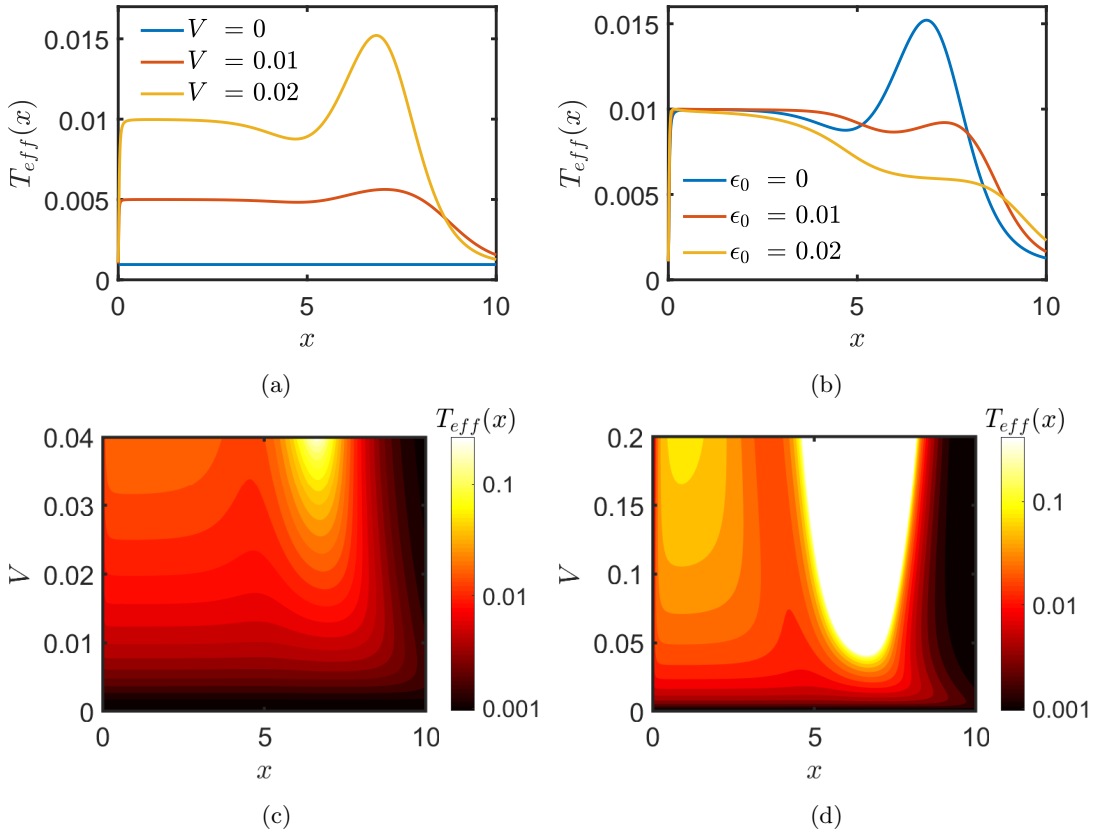 V = 0
V = 0.01
V = 0.02
0.015
0.01
0.005
0
T_{eff}(x)
0 5 10
x
(a)
0.015
0.01
0.005
0
T_{eff}(x)
ϵ_0 = 0
ϵ_0 = 0.01
ϵ_0 = 0.02
0 5 10
x
(b)
T_{eff}(x)
0.04
0.03
0.02
0.01
0
V
0.1
0.01
0.001
0 5 10
x
(c)
T_{eff}(x)
0.2
0.15
0.1
0.05
0
V
0.1
0.01
0.001
0 5 10
x
(d)